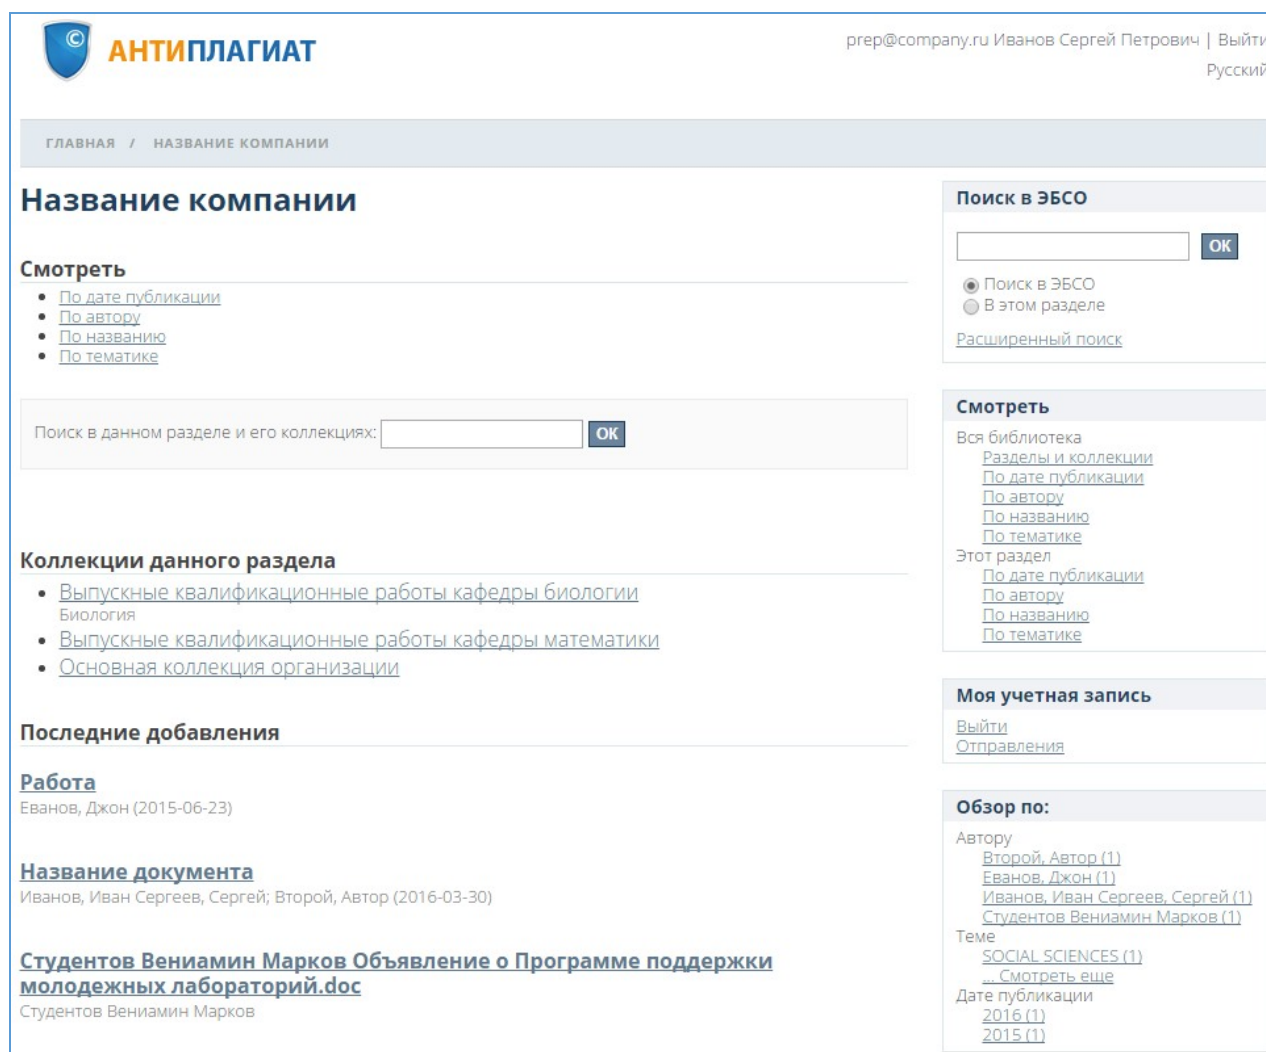 ©
АНТИПЛАГИАТ
prep@company.ru Иванов Сергей Петрович | Выйти
Русский
ГЛАВНАЯ / НАЗВАНИЕ КОМПАНИИ
Название компании
Смотреть
По дате публикации
По автору
По названию
По тематике
Поиск в данном разделе и его коллекциях: ОК
Коллекции данного раздела
Выпускные квалификационные работы кафедры биологии
Биология
Выпускные квалификационные работы кафедры математики
Основная коллекция организации
Последние добавления
Работа
Еванов, Джон (2015-06-23)
Название документа
Иванов, Иван Сергеев, Сергей; Второй, Автор (2016-03-30)
Студентов Вениамин Марков Объявление о Программе поддержки
молодежных лабораторий.doc
Студентов Вениамин Марков
Поиск в ЭБСО
ОК
Поиск в ЭБСО
В этом разделе
Расширенный поиск
Смотреть
Вся библиотека
Разделы и коллекции
По дате публикации
По автору
По названию
По тематике
Этот раздел
По дате публикации
По автору
По названию
По тематике
Моя учетная запись
Выйти
Отправления
Обзор по:
Автору
Второй, Автор (1)
Еванов, Джон (1)
Иванов, Иван Сергеев, Сергей (1)
Студентов Вениамин Марков (1)
Теме
SOCIAL SCIENCES (1)
... Смотреть еще
Дате публикации
2016 (1)
2015 (1)